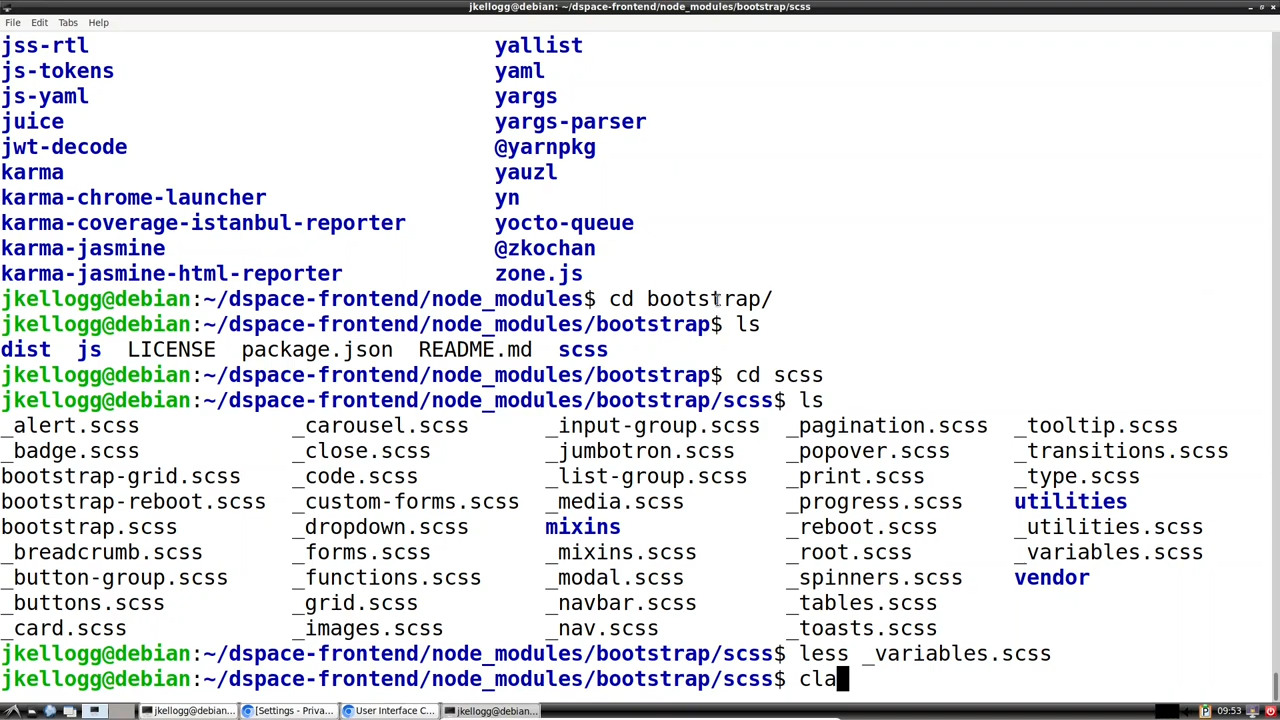 jkellogg@debian: ~/dspace-frontend/node_modules/bootstrap/scss
File Edit Tabs Help
jss-rtl yallist
js-tokens yaml
js-yaml yargs
juice yargs-parser
jwt-decode @yarnpkg
karma yauzl
karma-chrome-launcher yn
karma-coverage-istanbul-reporter yocto-queue
karma-jasmine @zkochan
karma-jasmine-html-reporter zone.js
jkellogg@debian:~/dspace-frontend/node_modules$ cd bootstrap/
jkellogg@debian:~/dspace-frontend/node_modules/bootstrap$ ls
dist js LICENSE package.json README.md scss
jkellogg@debian:~/dspace-frontend/node_modules/bootstrap$ cd scss
jkellogg@debian:~/dspace-frontend/node_modules/bootstrap/scss$ ls
_alert.scss _carousel.scss _input-group.scss _pagination.scss _tooltip.scss
_badge.scss _close.scss _jumbotron.scss _popover.scss _transitions.scss
bootstrap-grid.scss _code.scss _list-group.scss _print.scss _type.scss
bootstrap-reboot.scss _custom-forms.scss _media.scss _progress.scss utilities
bootstrap.scss _dropdown.scss mixins _reboot.scss _utilities.scss
_breadcrumb.scss _forms.scss _mixins.scss _root.scss _variables.scss
_button-group.scss _functions.scss _modal.scss _spinners.scss vendor
_buttons.scss _grid.scss _navbar.scss _tables.scss
_card.scss _images.scss _nav.scss _toasts.scss
jkellogg@debian:~/dspace-frontend/node_modules/bootstrap/scss$ less _variables.scss
jkellogg@debian:~/dspace-frontend/node_modules/bootstrap/scss$ cla
jkellogg@debian... [Settings - Priva... User Interface C... jkellogg@debian... 09:53